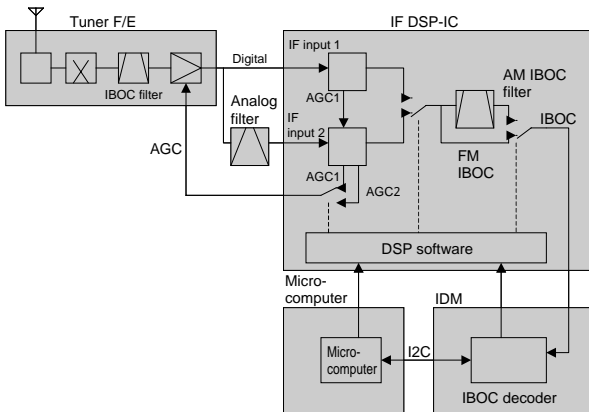 Tuner F/E
IF DSP-IC
IBOC filter
Digital
IF input 1
AM IBOC
filter
AGC1
Analog
filter
IF
input 2
IBOC
AGC
FM
IBOC
AGC1
AGC2
DSP software
Micro-
computer
IDM
Micro-
computer
I2C
IBOC decoder